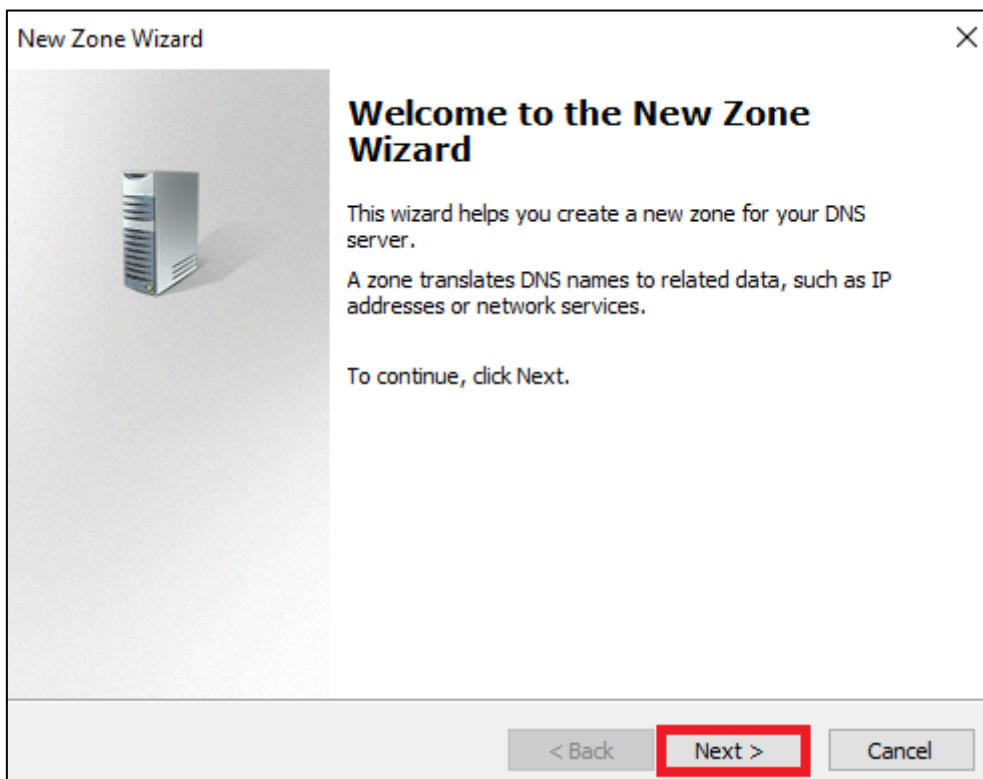 New Zone Wizard
Welcome to the New Zone
Wizard
This wizard helps you create a new zone for your DNS
server.
A zone translates DNS names to related data, such as IP
addresses or network services.
To continue, click Next.
< Back
Next >
Cancel